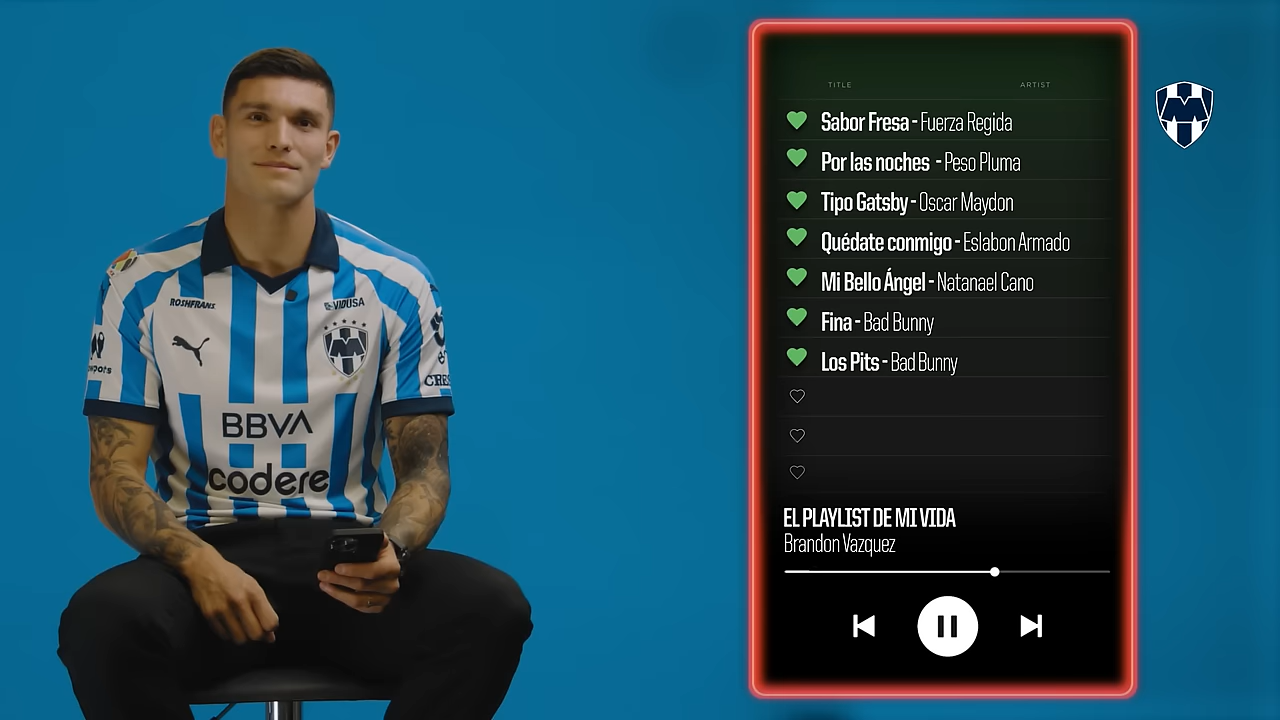 TITLE ARTIST
Sabor Fresa - Fuerza Regida
Por las noches - Peso Pluma
Tipo Gatsby - Oscar Maydon
Quédate conmigo - Eslabon Armado
Mi Bello Ángel - Natanael Cano
Fina - Bad Bunny
Los Pits - Bad Bunny
EL PLAYLIST DE MI VIDA
Brandon Vazquez
ROSHFRANS
VIDUSA
BBVA
codere